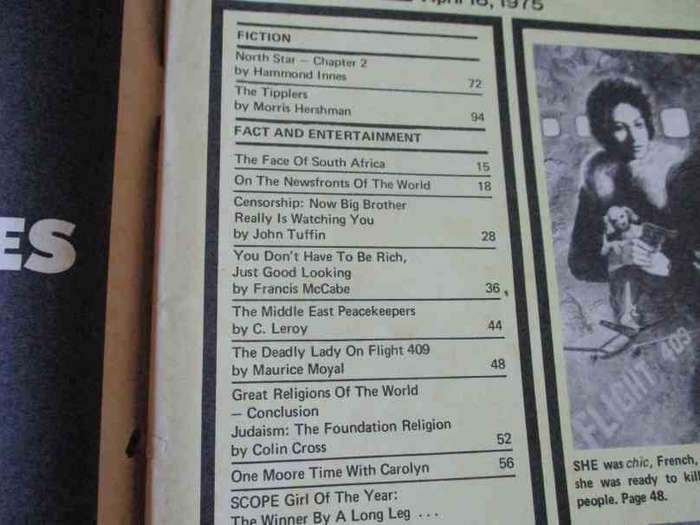 1975
FICTION
North Star – Chapter 2
by Hammond Innes 72
The Tipplers
by Morris Hershman 94
FACT AND ENTERTAINMENT
The Face Of South Africa 15
On The Newsfronts Of The World 18
Censorship: Now Big Brother
Really Is Watching You
by John Tuffin 28
You Don't Have To Be Rich,
Just Good Looking
by Francis McCabe 36
The Middle East Peacekeepers
by C. Leroy 44
The Deadly Lady On Flight 409
by Maurice Moyal 48
Great Religions Of The World
– Conclusion
Judaism: The Foundation Religion
by Colin Cross 52
One Moore Time With Carolyn 56
SCOPE Girl Of The Year:
The Winner By A Long Leg ...
ES
FLIGHT 409
SHE was chic, French,
she was ready to kill
people. Page 48.